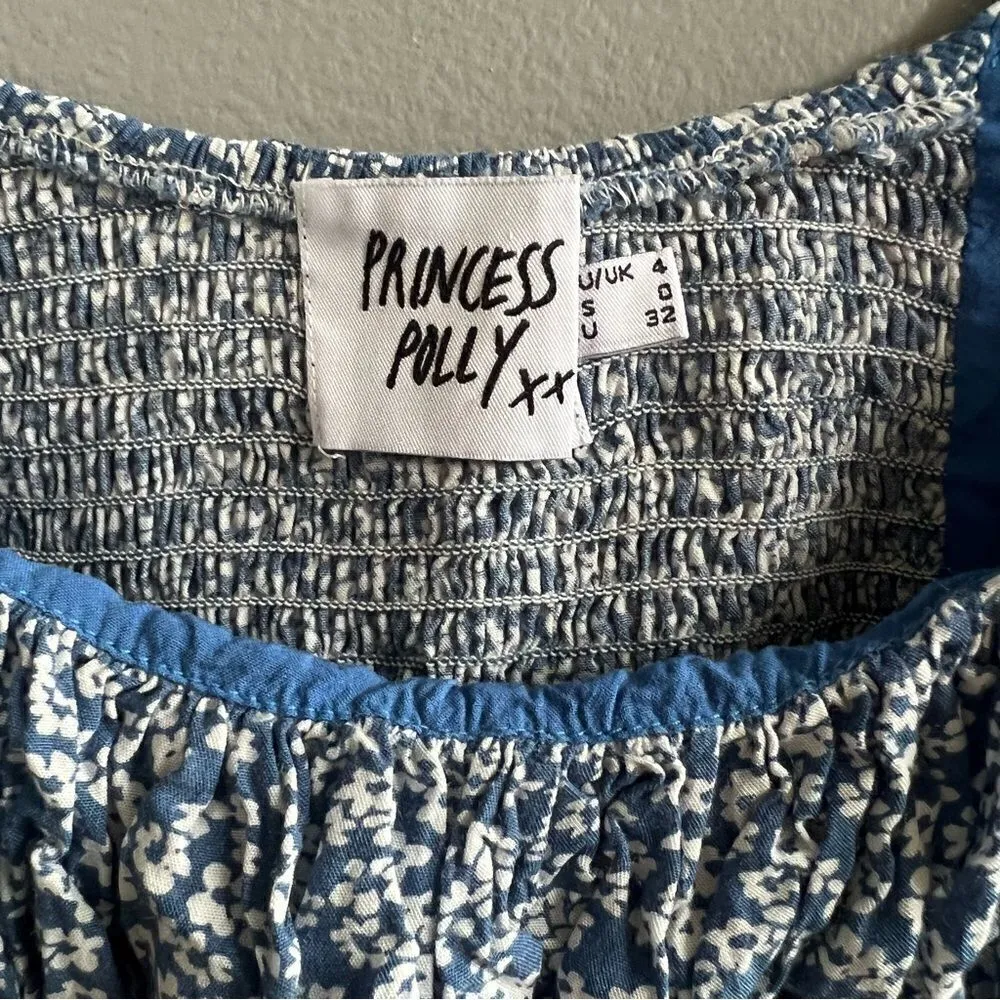 PRINCESS
POLLY xx
U/UK 4
S 0
U 32